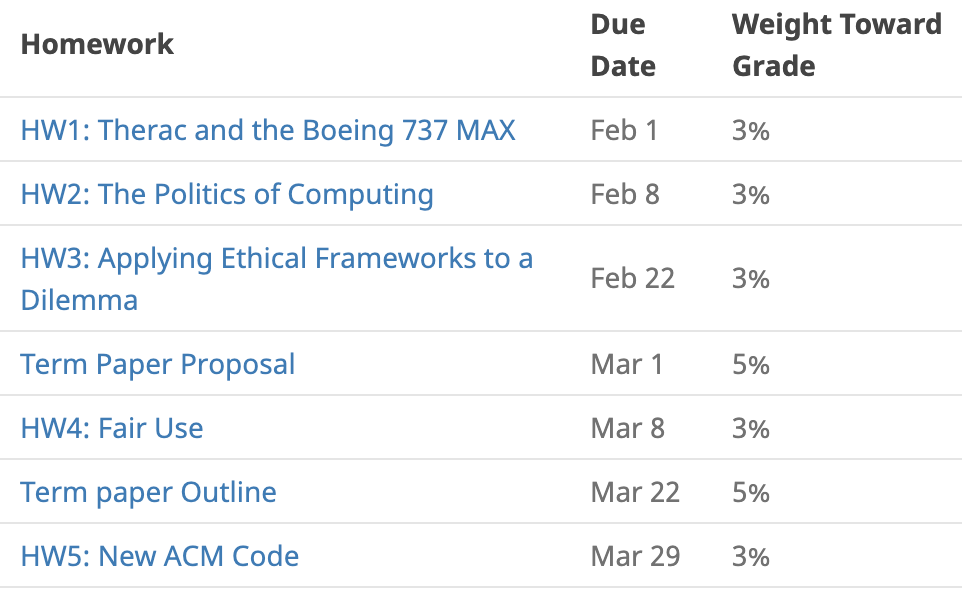 Homework Due Date Weight Toward Grade
HW1: Therac and the Boeing 737 MAX Feb 1 3%
HW2: The Politics of Computing Feb 8 3%
HW3: Applying Ethical Frameworks to a
Dilemma Feb 22 3%
Term Paper Proposal Mar 1 5%
HW4: Fair Use Mar 8 3%
Term paper Outline Mar 22 5%
HW5: New ACM Code Mar 29 3%